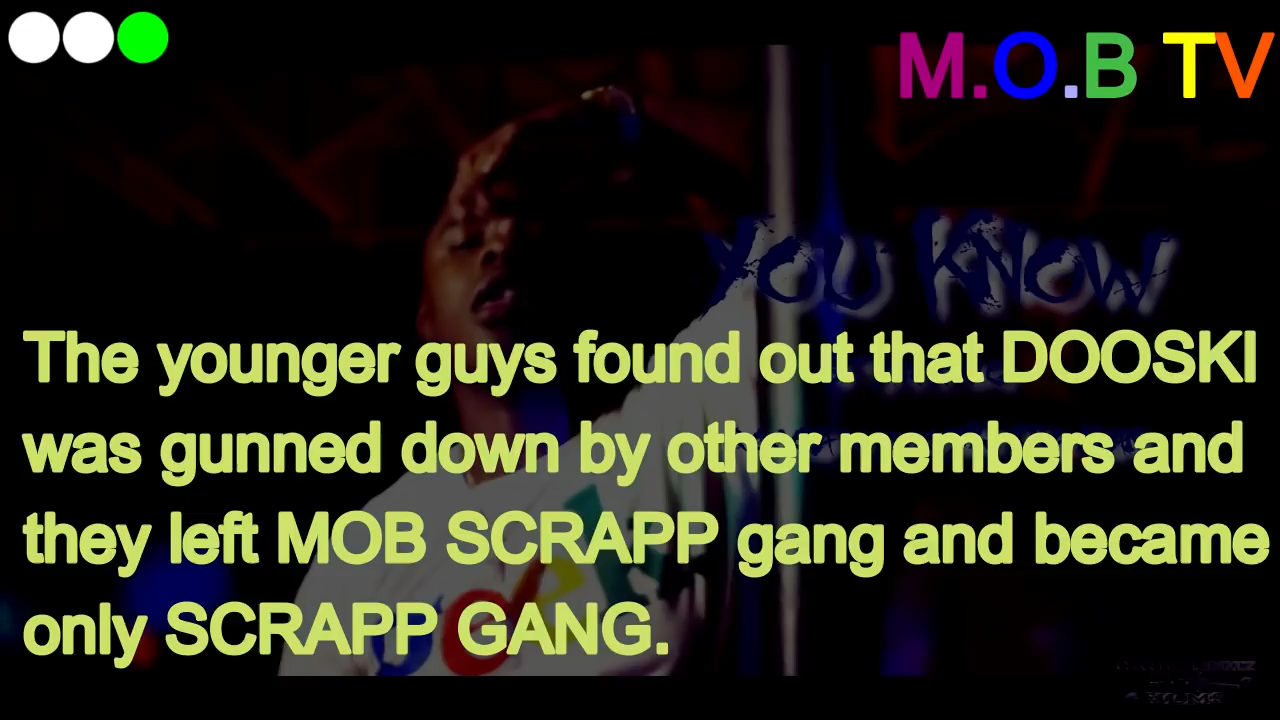 M.O.B TV
YOU KNOW
The younger guys found out that DOOSKI
was gunned down by other members and
they left MOB SCRAPP gang and became
only SCRAPP GANG.
FILMS